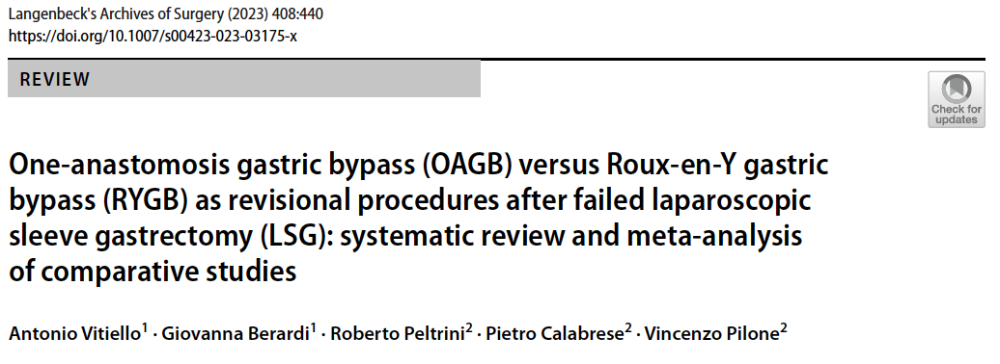 Langenbeck's Archives of Surgery (2023) 408:440
https://doi.org/10.1007/s00423-023-03175-x
REVIEW
Check for
updates
One-anastomosis gastric bypass (OAGB) versus Roux-en-Y gastric
bypass (RYGB) as revisional procedures after failed laparoscopic
sleeve gastrectomy (LSG): systematic review and meta-analysis
of comparative studies
Antonio Vitiello1 · Giovanna Berardi1 · Roberto Peltrini2 · Pietro Calabrese2 · Vincenzo Pilone2